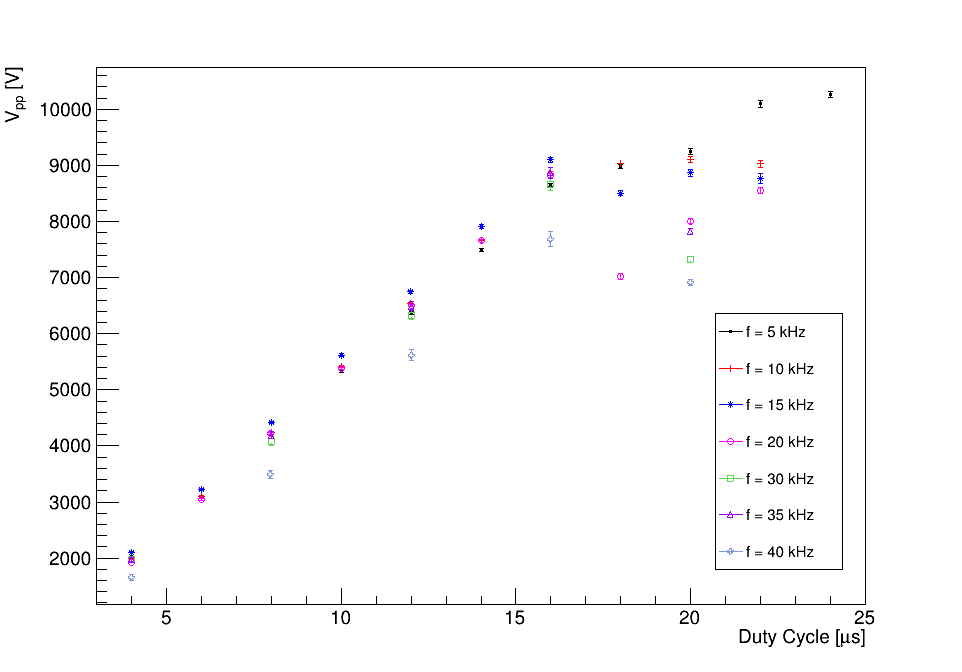 V_pp [V]
10000
9000
8000
7000
6000
5000
4000
3000
2000
5
10
15
20
25
Duty Cycle [μs]
f = 5 kHz
f = 10 kHz
f = 15 kHz
f = 20 kHz
f = 30 kHz
f = 35 kHz
f = 40 kHz